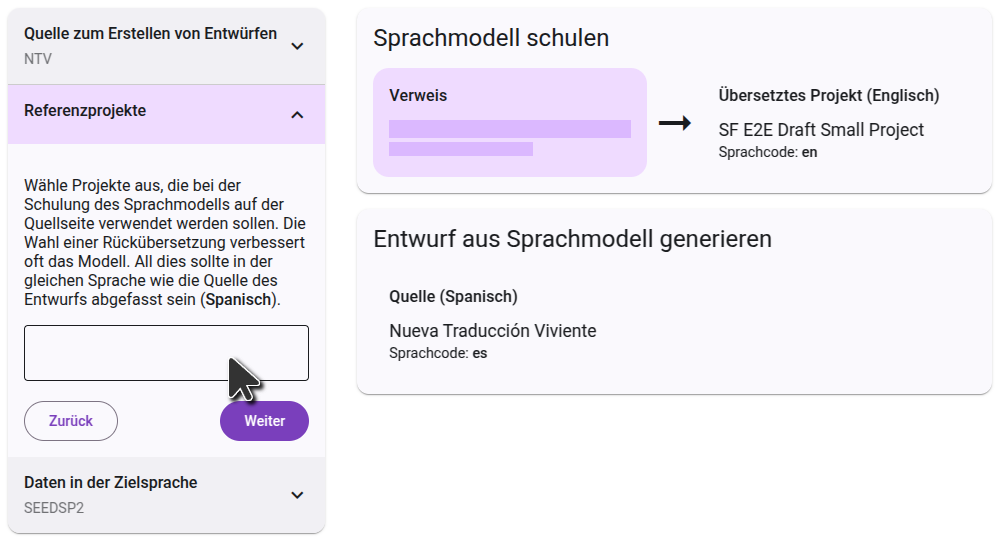 Quelle zum Erstellen von Entwürfen
NTV
Referenzprojekte
Wähle Projekte aus, die bei der
Schulung des Sprachmodells auf der
Quellseite verwendet werden sollen. Die
Wahl einer Rückübersetzung verbessert
oft das Modell. All dies sollte in der
gleichen Sprache wie die Quelle des
Entwurfs abgefasst sein (Spanisch).
Zurück
Weiter
Daten in der Zielsprache
SEEDSP2
Sprachmodell schulen
Verweis
Übersetztes Projekt (Englisch)
SF E2E Draft Small Project
Sprachcode: en
Entwurf aus Sprachmodell generieren
Quelle (Spanisch)
Nueva Traducción Viviente
Sprachcode: es